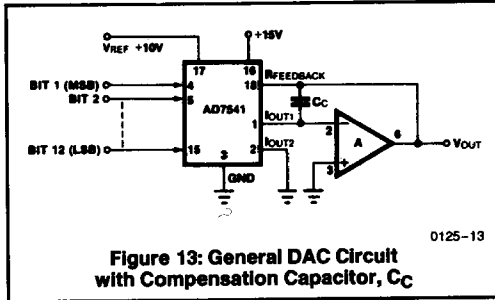 VREF +10V
+15V
17
16
BIT 1 (MSB)
4
RFEEDBACK
18
BIT 2
5
CC
AD7541
IOUT1
1
2
6
VOUT
A
IOUT2
2
3
BIT 12 (LSB)
15
3
GND
0125-13
Figure 13: General DAC Circuit
with Compensation Capacitor, CC